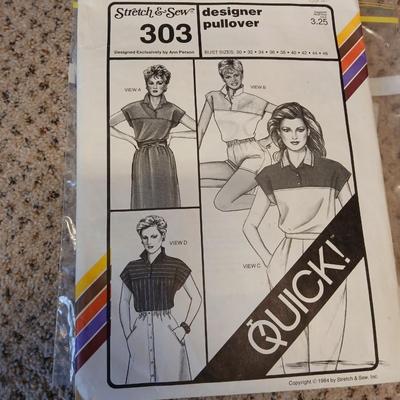 Stretch & Sew®
303
Designed Exclusively by Ann Person
designer
pullover
3.25
BUST SIZES: 30 • 32 • 34 • 36 • 38 • 40 • 42 • 44 • 46
VIEW A
VIEW B
VIEW D
VIEW C
QUICK!
Copyright © 1984 by Stretch & Sew, Inc.